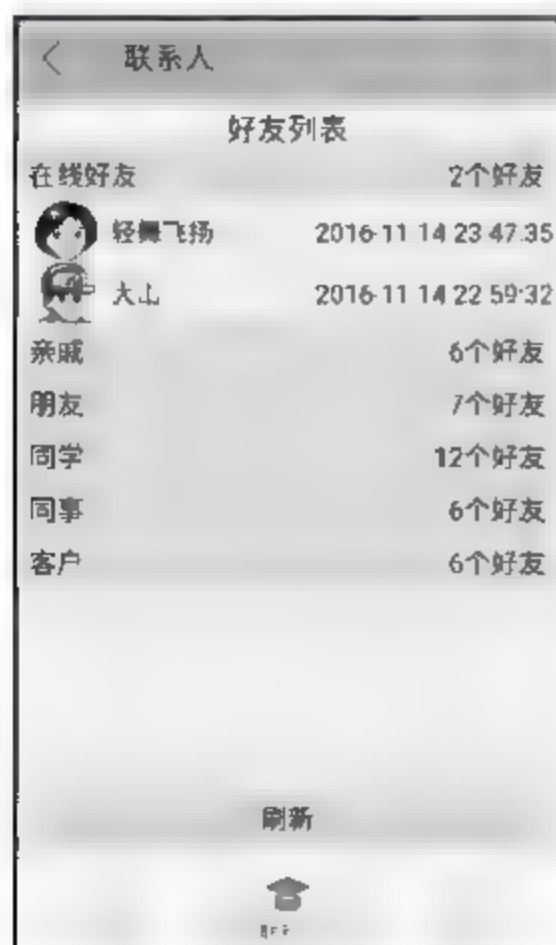 联系人
好友列表
在线好友 2个好友
轻舞飞扬 2016-11-14 23:47:35
大山 2016-11-14 22:59:32
亲戚 6个好友
朋友 7个好友
同学 12个好友
同事 6个好友
客户 6个好友
刷新